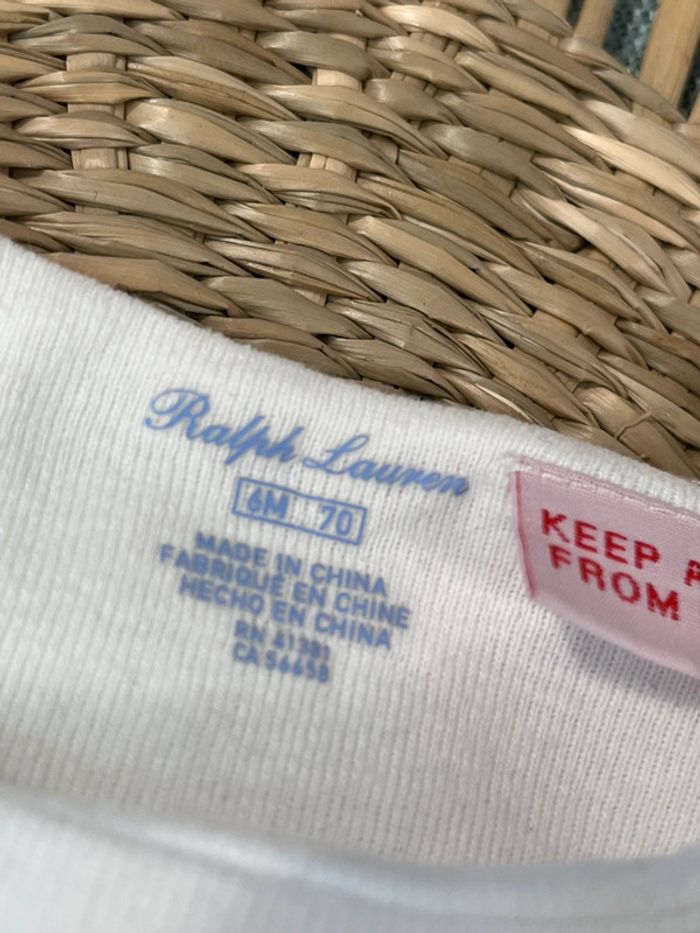 Ralph Lauren
6M 70
MADE IN CHINA
FABRIQUÉ EN CHINE
HECHO EN CHINA
RN 41381
CA 56658
KEEP
FROM